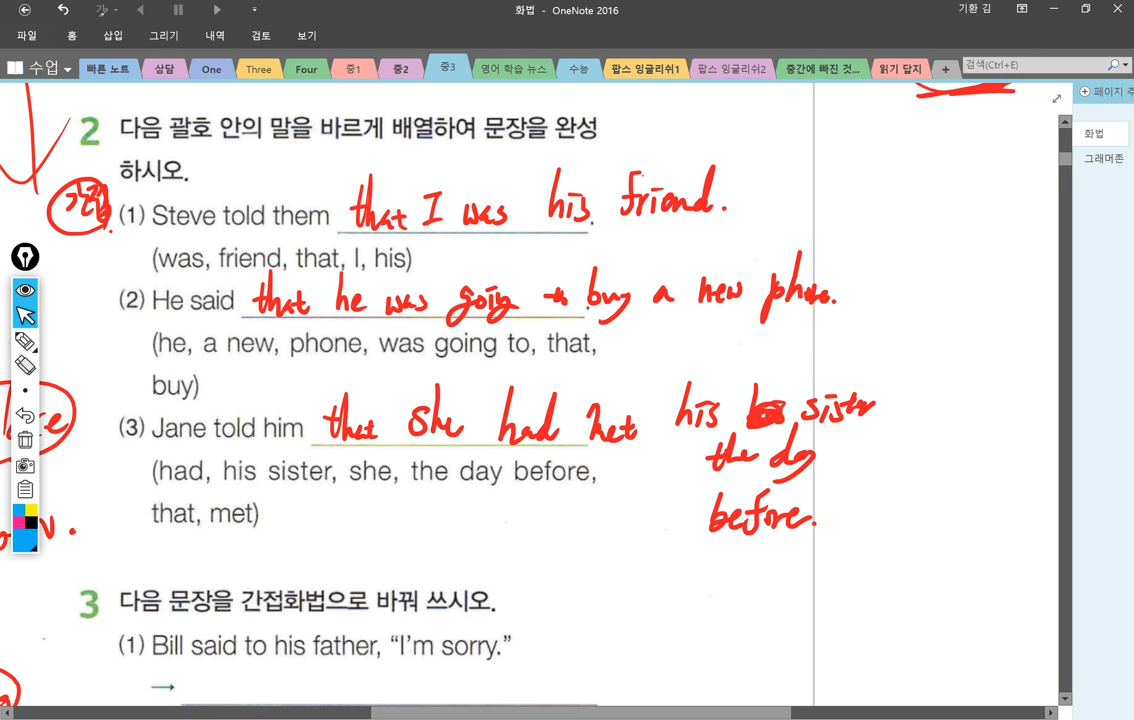 화법 - OneNote 2016
기환 김
파일 홈 삽입 그리기 내역 검토 보기
수업 빠른 노트 상담 One Three Four 중1 중2 중3 영어 학습 뉴스 수능 팝스 잉글리쉬1 팝스 잉글리쉬2 중간에 빠진 것... 읽기 답지 + 검색(Ctrl+E)
페이지 추
화법
그래머존
2 다음 괄호 안의 말을 바르게 배열하여 문장을 완성
하시오.
(1) Steve told them that I was his friend.
(was, friend, that, I, his)
(2) He said that he was going to buy a new phone.
(he, a new, phone, was going to, that,
buy)
(3) Jane told him that she had met his sister
the day
before.
(had, his sister, she, the day before,
that, met)
3 다음 문장을 간접화법으로 바꿔 쓰시오.
(1) Bill said to his father, “I’m sorry.”
→